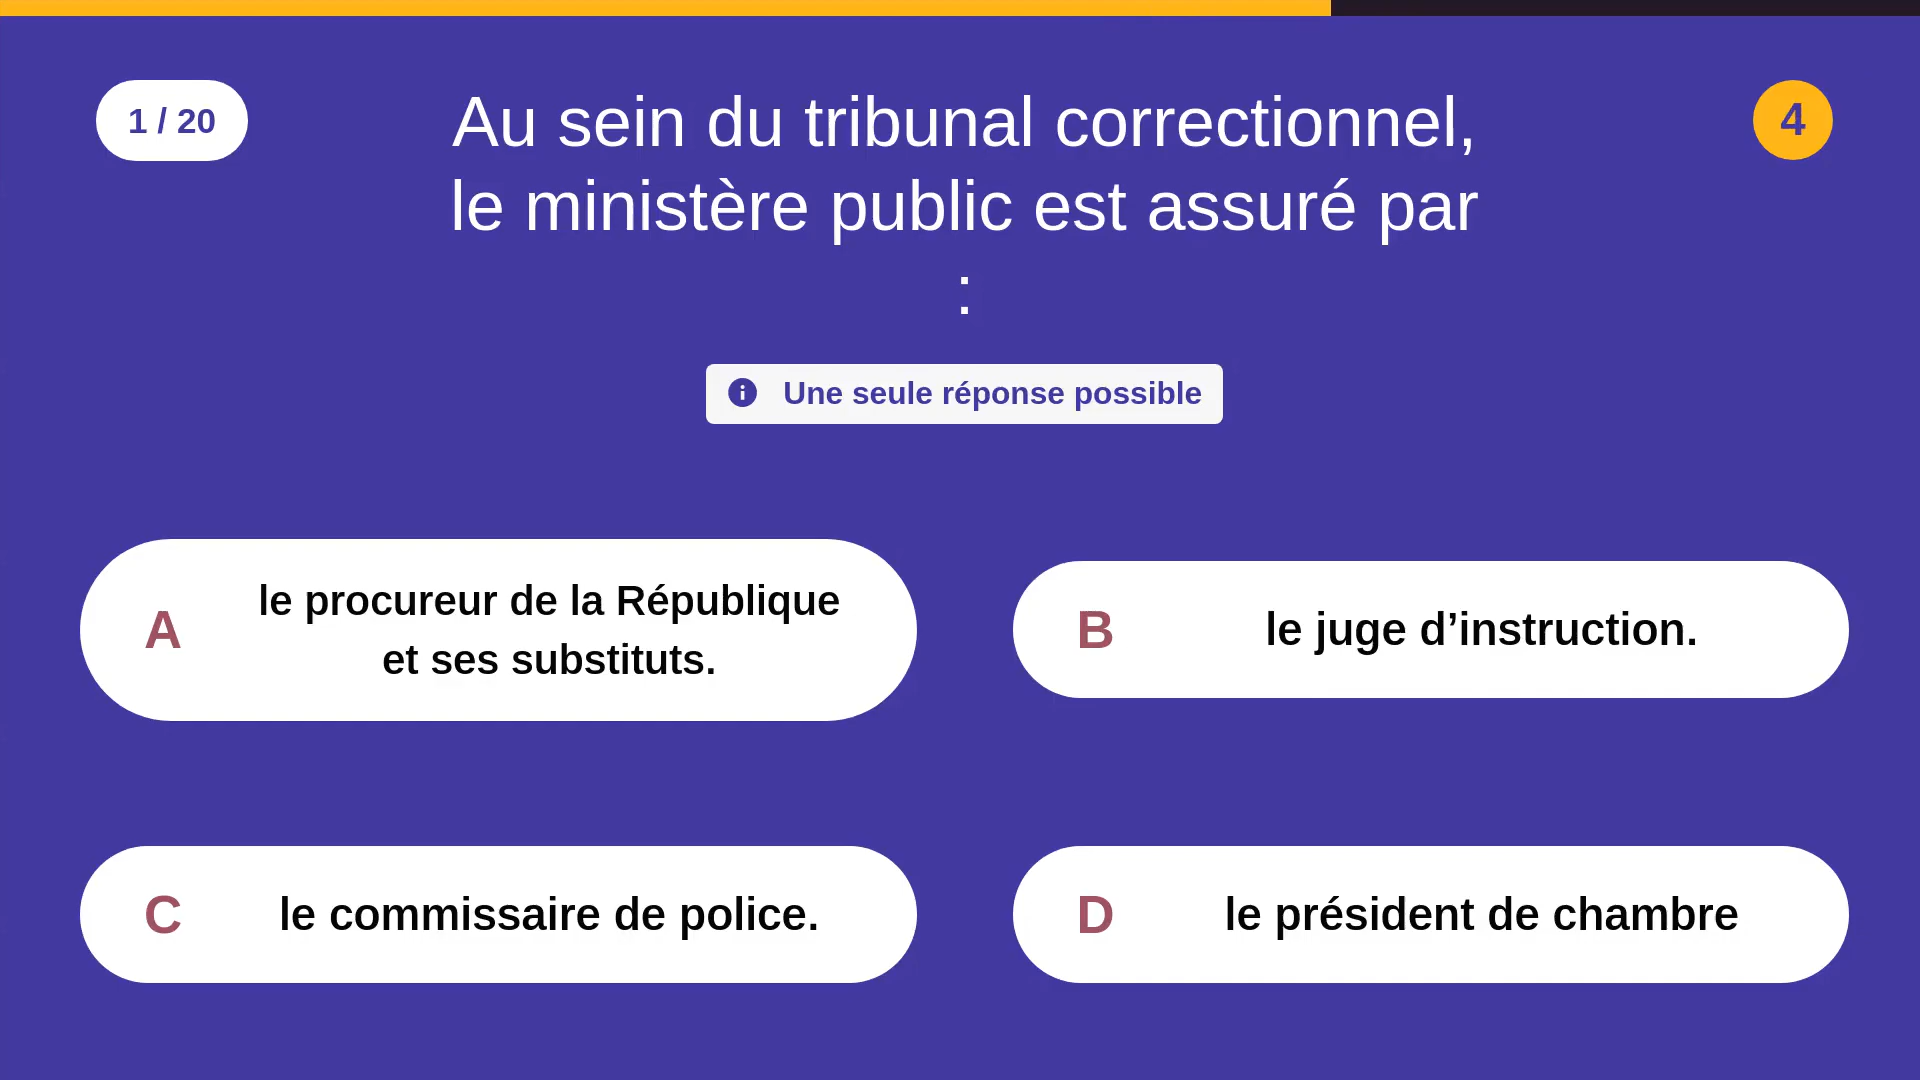 1 / 20
Au sein du tribunal correctionnel,
le ministère public est assuré par
:
4
Une seule réponse possible
A
le procureur de la République
et ses substituts.
B
le juge d’instruction.
C
le commissaire de police.
D
le président de chambre